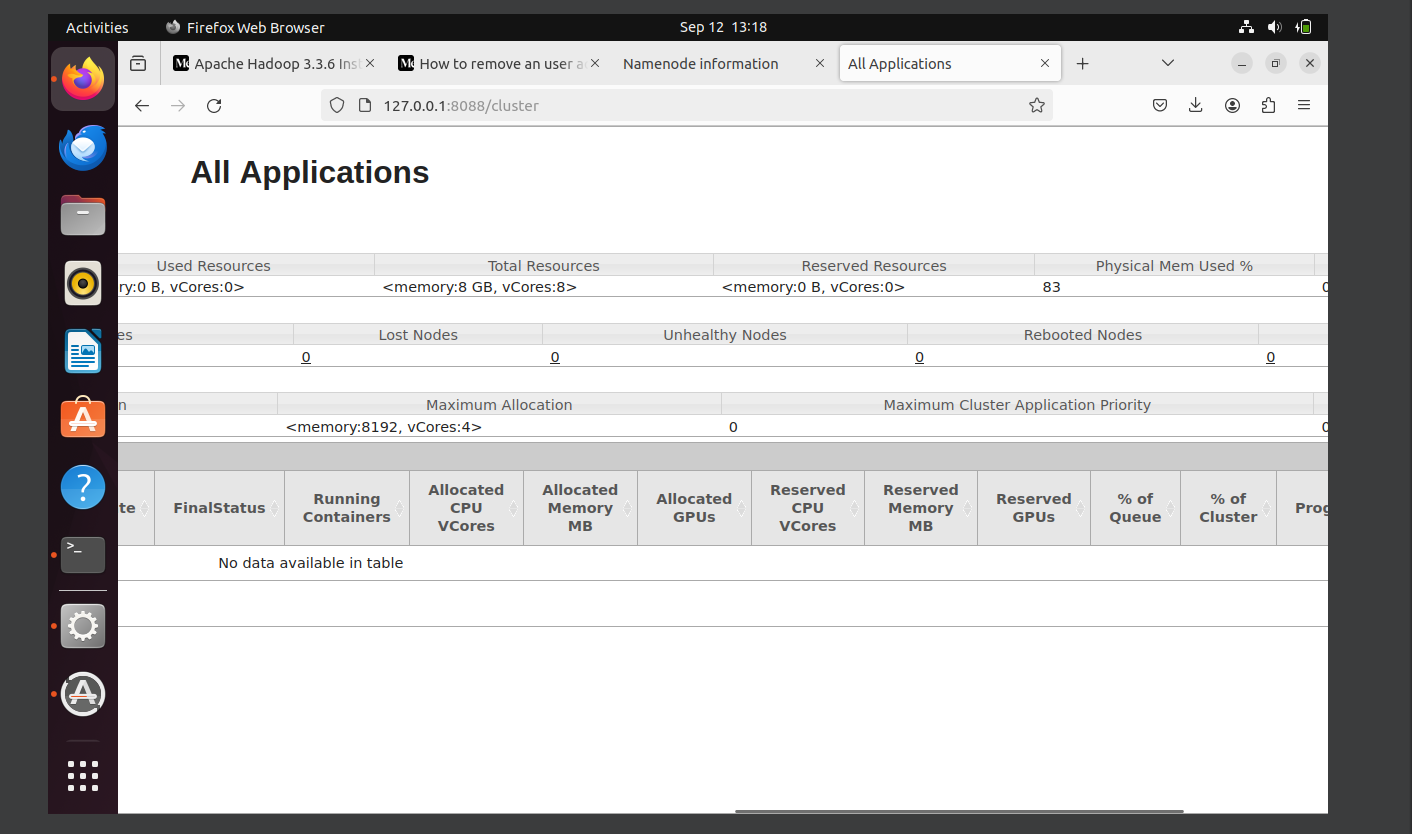 Activities Firefox Web Browser Sep 12 13:18
Apache Hadoop 3.3.6 Inst How to remove an user a Namenode information All Applications
127.0.0.1:8088/cluster
All Applications
Used Resources Total Resources Reserved Resources Physical Mem Used %
ry:0 B, vCores:0> <memory:8 GB, vCores:8> <memory:0 B, vCores:0> 83 0
es Lost Nodes Unhealthy Nodes Rebooted Nodes
0 0 0 0
n Maximum Allocation Maximum Cluster Application Priority
<memory:8192, vCores:4> 0 0
te FinalStatus Running Containers Allocated CPU VCores Allocated Memory MB Allocated GPUs Reserved CPU VCores Reserved Memory MB Reserved GPUs % of Queue % of Cluster Prog
No data available in table